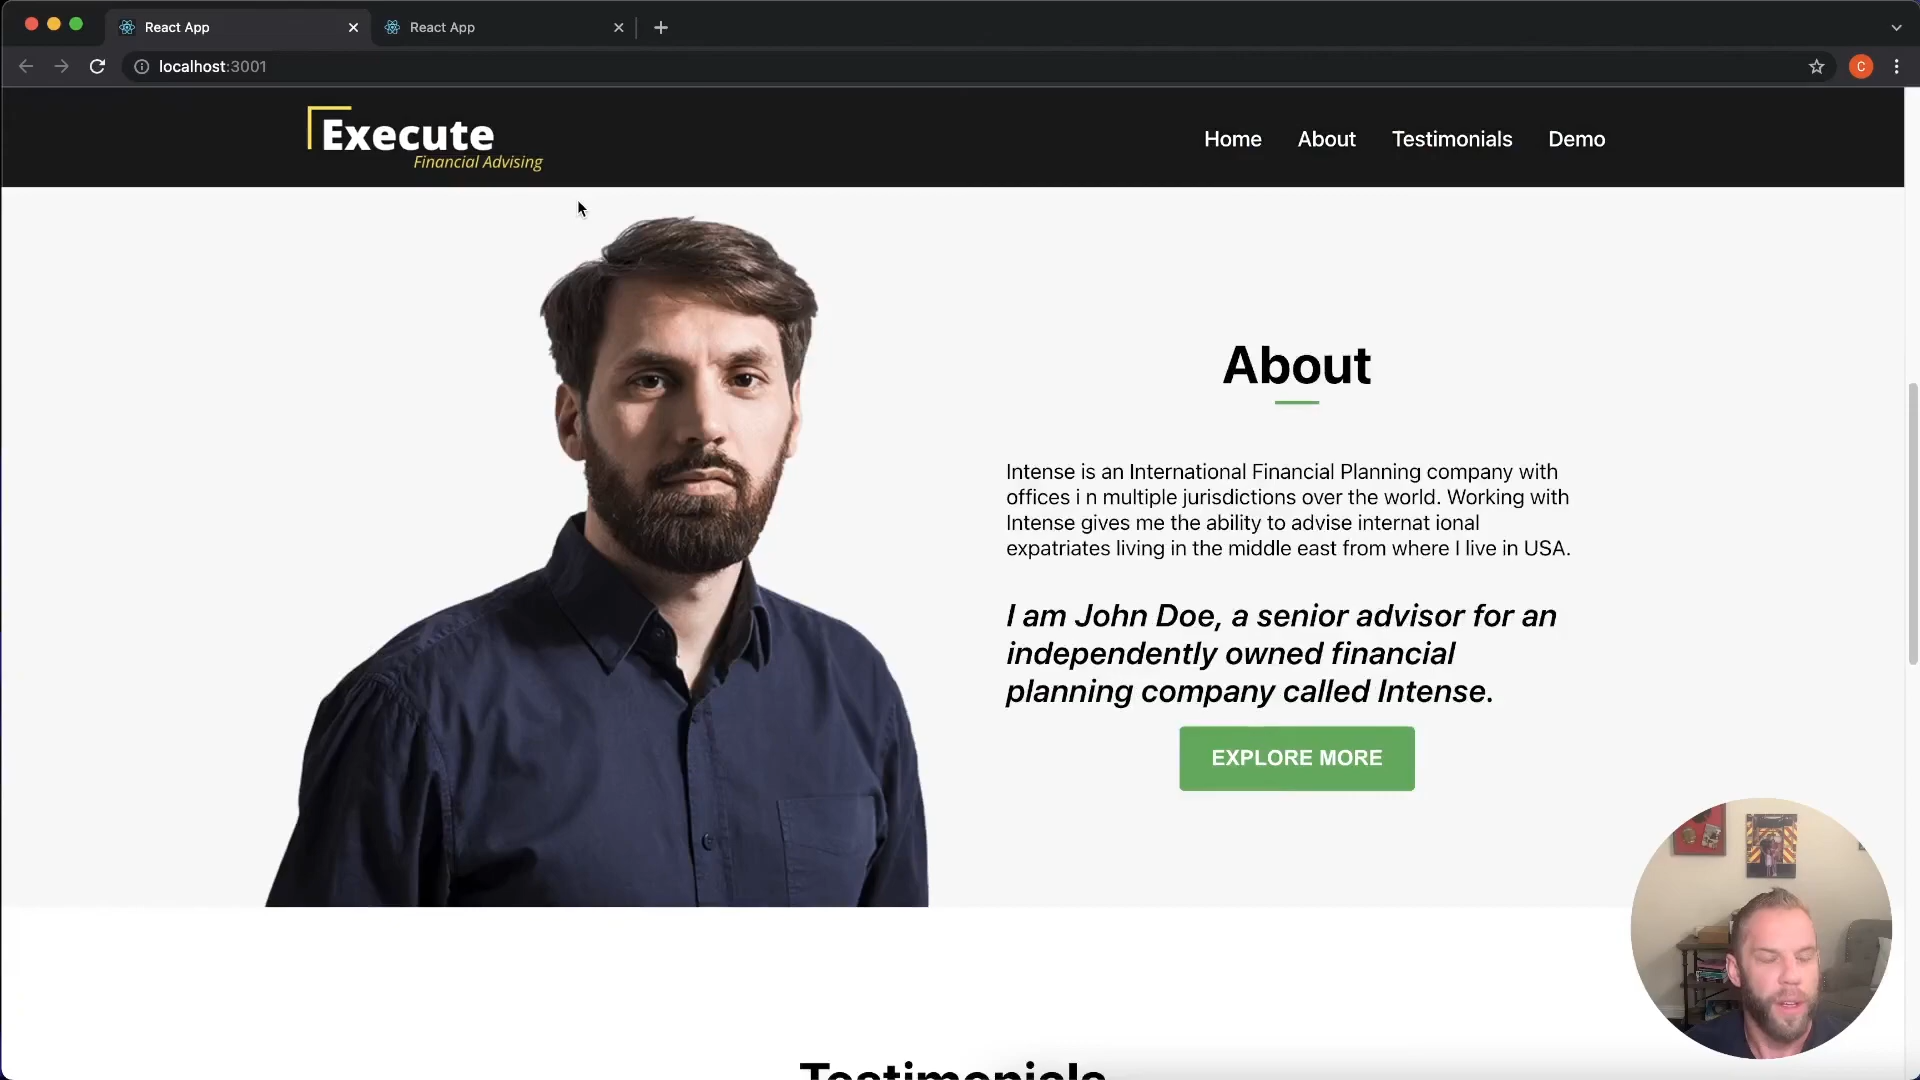 React App
React App
localhost:3001
C
Execute
Financial Advising
Home
About
Testimonials
Demo
About
Intense is an International Financial Planning company with
offices i n multiple jurisdictions over the world. Working with
Intense gives me the ability to advise internat ional
expatriates living in the middle east from where I live in USA.
I am John Doe, a senior advisor for an
independently owned financial
planning company called Intense.
EXPLORE MORE
Testimonials